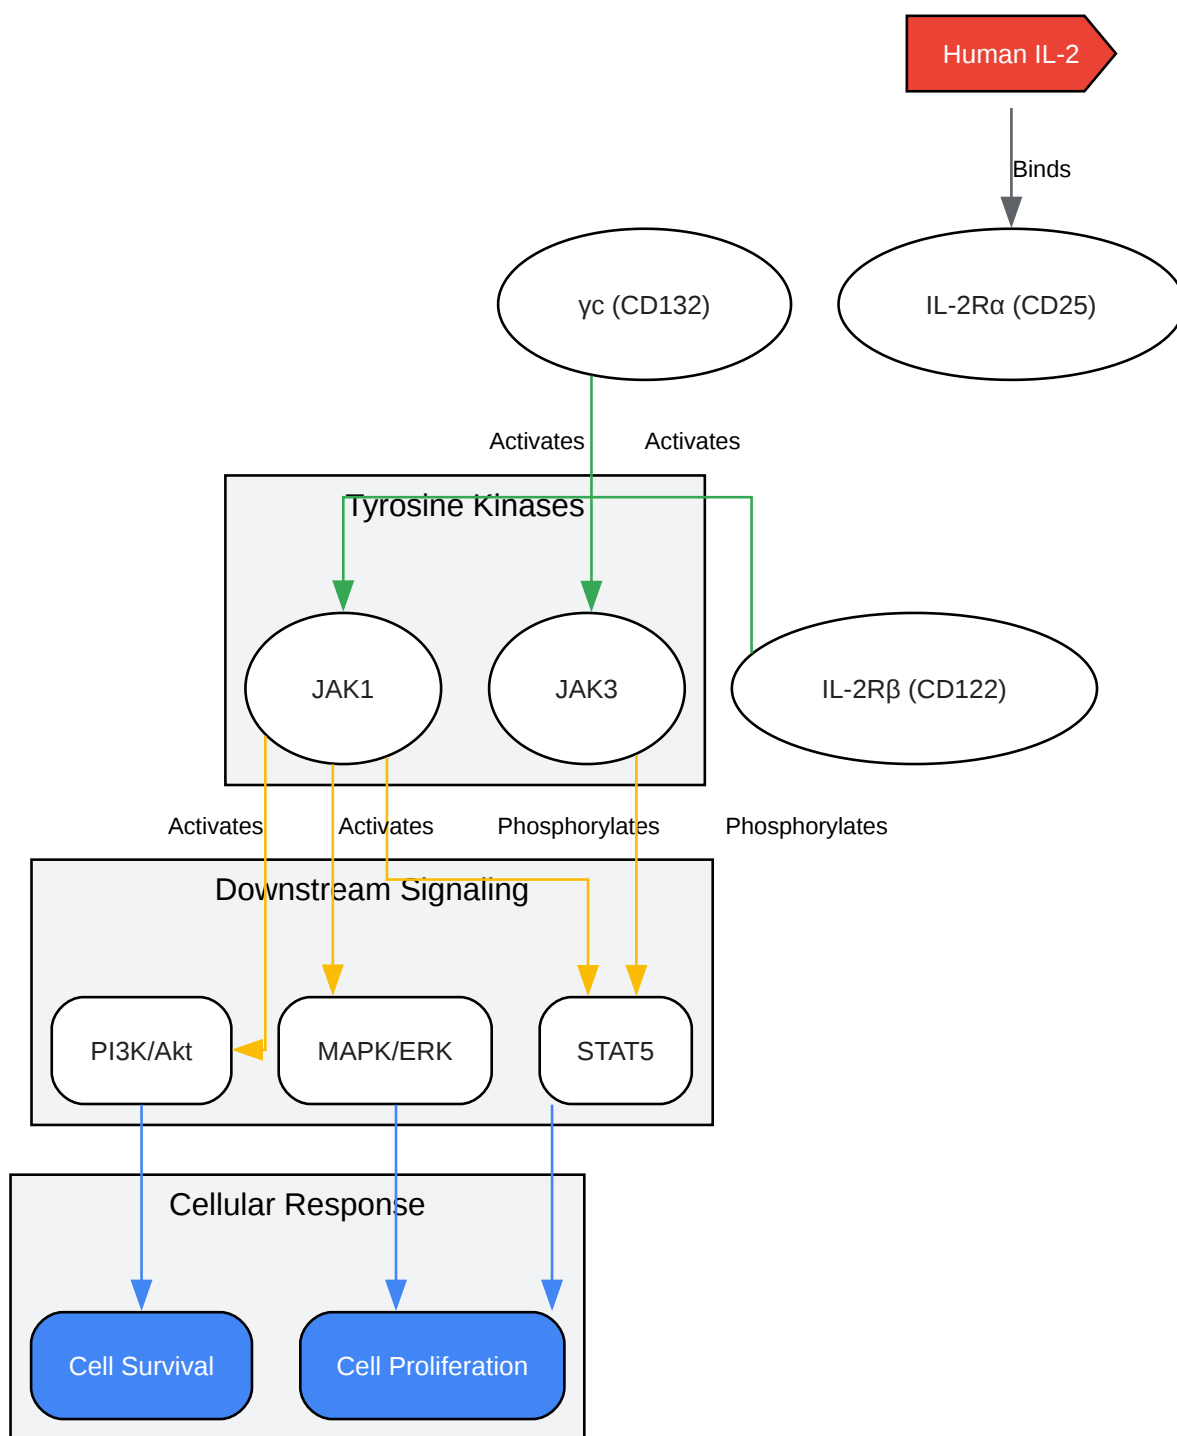 Human IL-2
Binds
γc (CD132)
IL-2Rα (CD25)
Activates
Activates
Tyrosine Kinases
JAK1
JAK3
IL-2Rβ (CD122)
Activates
Activates
Phosphorylates
Phosphorylates
Downstream Signaling
PI3K/Akt
MAPK/ERK
STAT5
Cellular Response
Cell Survival
Cell Proliferation